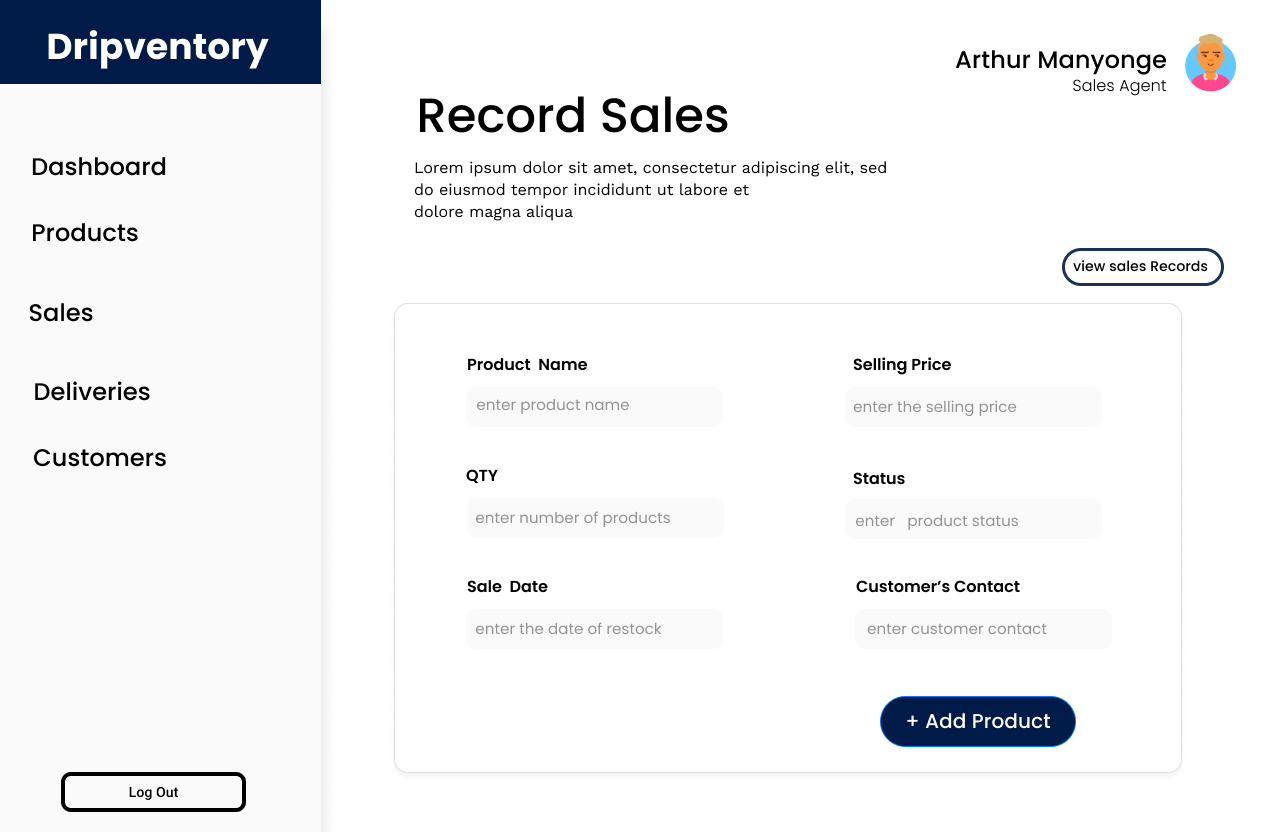 Dripventory
Arthur Manyonge
Sales Agent
Dashboard
Products
Sales
Deliveries
Customers
Log Out
Record Sales
Lorem ipsum dolor sit amet, consectetur adipiscing elit, sed
do eiusmod tempor incididunt ut labore et
dolore magna aliqua
view sales Records
Product Name
enter product name
Selling Price
enter the selling price
QTY
enter number of products
Status
enter product status
Sale Date
enter the date of restock
Customer’s Contact
enter customer contact
+ Add Product